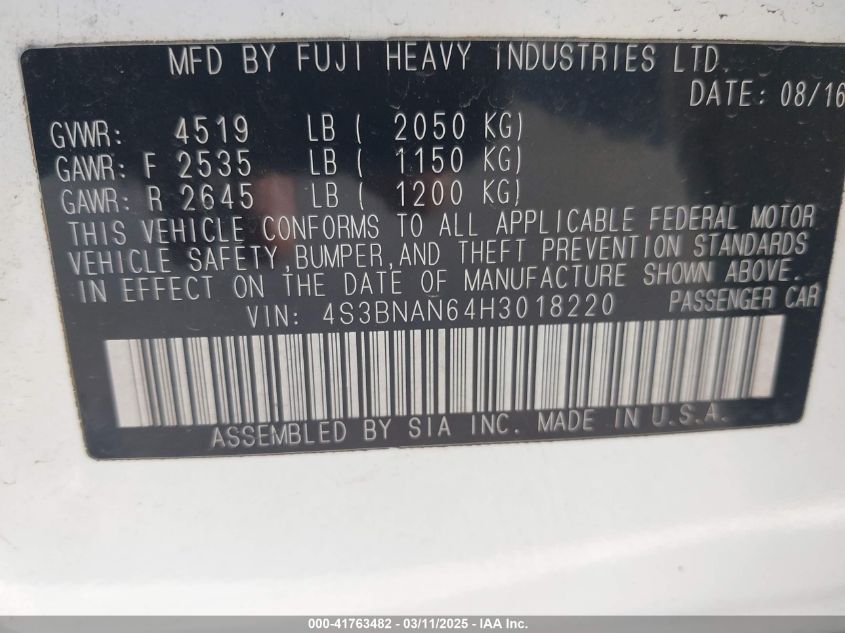 MFD BY FUJI HEAVY INDUSTRIES LTD.
DATE: 08/16
GVWR: 4519 LB ( 2050 KG)
GAWR: F 2535 LB ( 1150 KG)
GAWR: R 2645 LB ( 1200 KG)
THIS VEHICLE CONFORMS TO ALL APPLICABLE FEDERAL MOTOR
VEHICLE SAFETY, BUMPER, AND THEFT PREVENTION STANDARDS
IN EFFECT ON THE DATE OF MANUFACTURE SHOWN ABOVE.
VIN: 4S3BNAN64H3018220 PASSENGER CAR
ASSEMBLED BY SIA INC. MADE IN U.S.A.
000-41763482 - 03/11/2025 - IAA Inc.